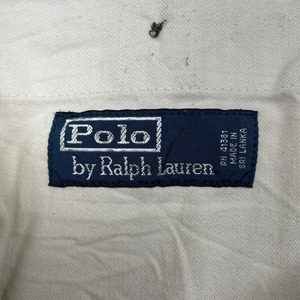 Polo
by Ralph Lauren
RN 41381
MADE IN
SRI LANKA